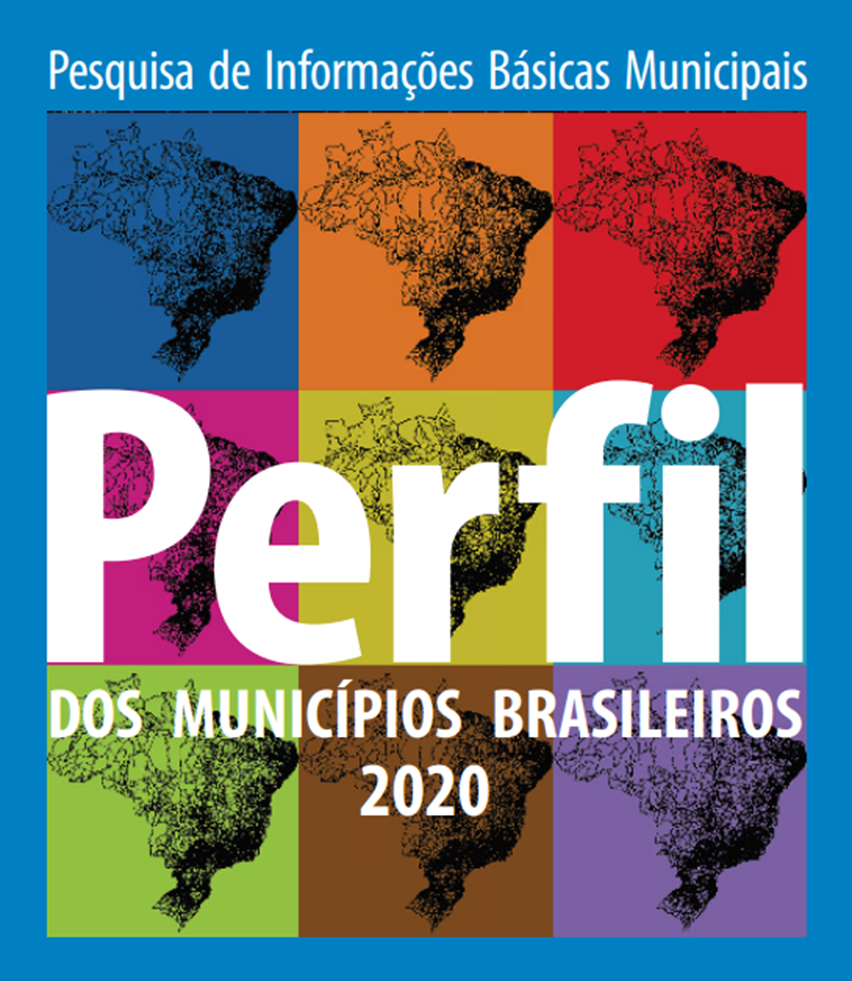 Pesquisa de Informações Básicas Municipais
Perfil
DOS MUNICÍPIOS BRASILEIROS
2020